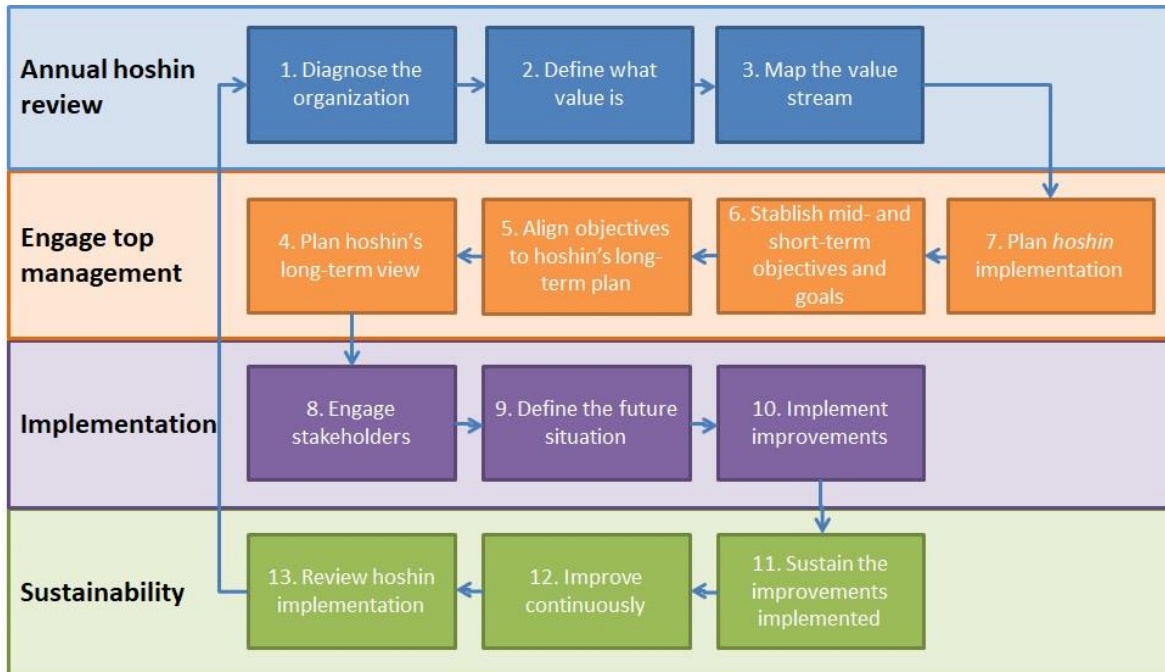 Annual hoshin
review
1. Diagnose the
organization
2. Define what
value is
3. Map the value
stream
Engage top
management
4. Plan hoshin's
long-term view
5. Align objectives
to hoshin's long-
term plan
6. Stablish mid- and
short-term
objectives and
goals
7. Plan hoshin
implementation
Implementation
8. Engage
stakeholders
9. Define the future
situation
10. Implement
improvements
Sustainability
13. Review hoshin
implementation
12. Improve
continuously
11. Sustain the
improvements
implemented